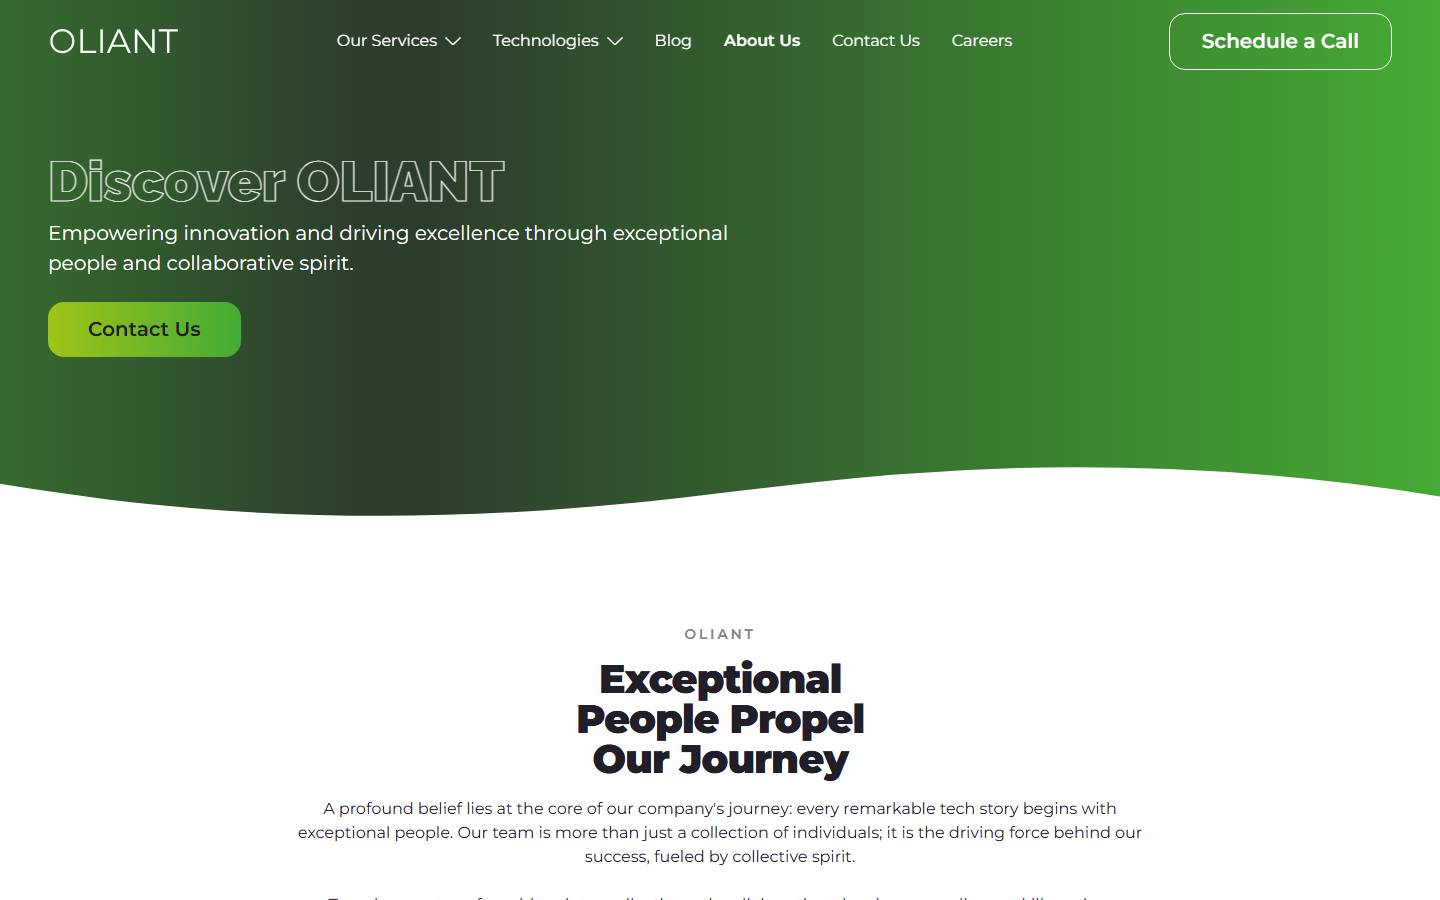 OLIANT
Our Services
Technologies
Blog
About Us
Contact Us
Careers
Schedule a Call
Discover OLIANT
Empowering innovation and driving excellence through exceptional
people and collaborative spirit.
Contact Us
OLIANT
Exceptional
People Propel
Our Journey
A profound belief lies at the core of our company's journey: every remarkable tech story begins with
exceptional people. Our team is more than just a collection of individuals; it is the driving force behind our
success, fueled by collective spirit.